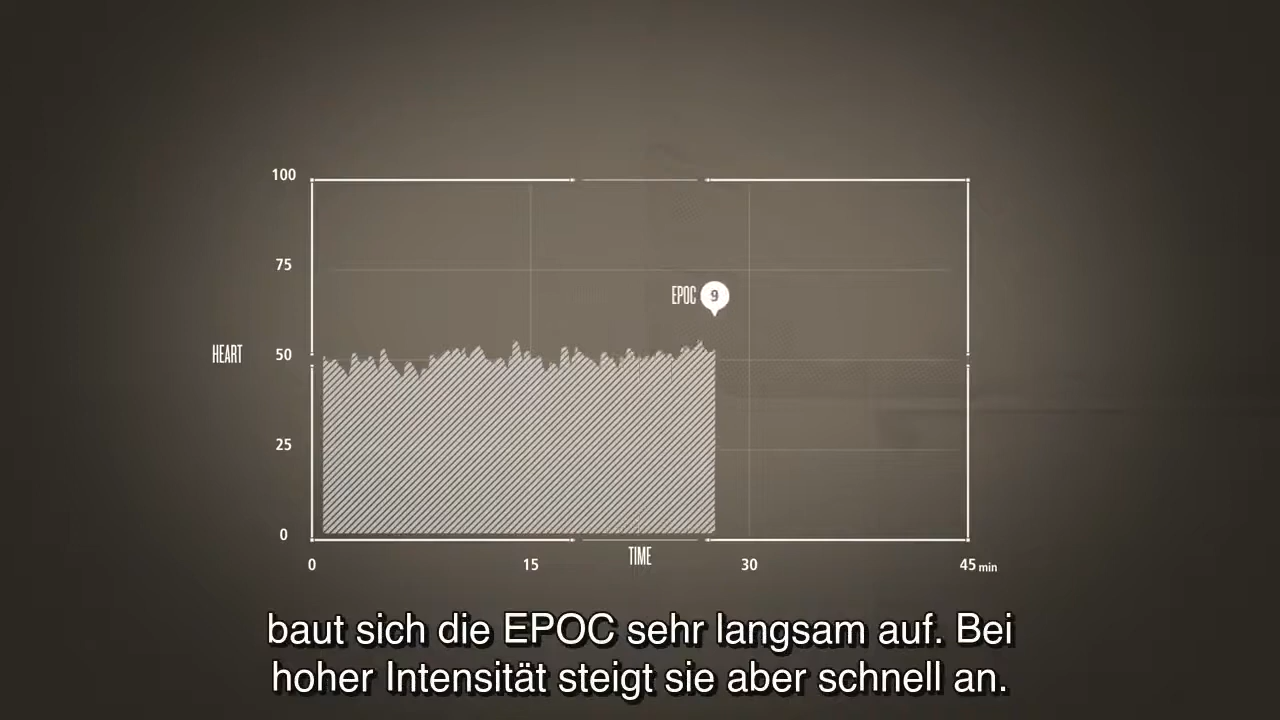 100
75
EPOC 9
HEART 50
25
0
TIME
0 15 30 45 min
baut sich die EPOC sehr langsam auf. Bei
hoher Intensität steigt sie aber schnell an.